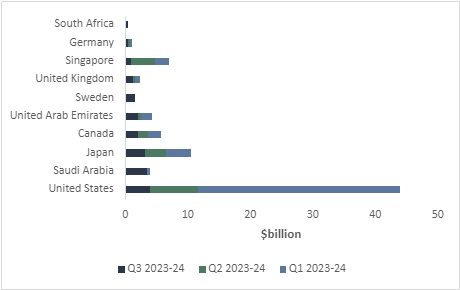 South Africa
Germany
Singapore
United Kingdom
Sweden
United Arab Emirates
Canada
Japan
Saudi Arabia
United States
0 10 20 30 40 50
$billion
Q3 2023-24 Q2 2023-24 Q1 2023-24